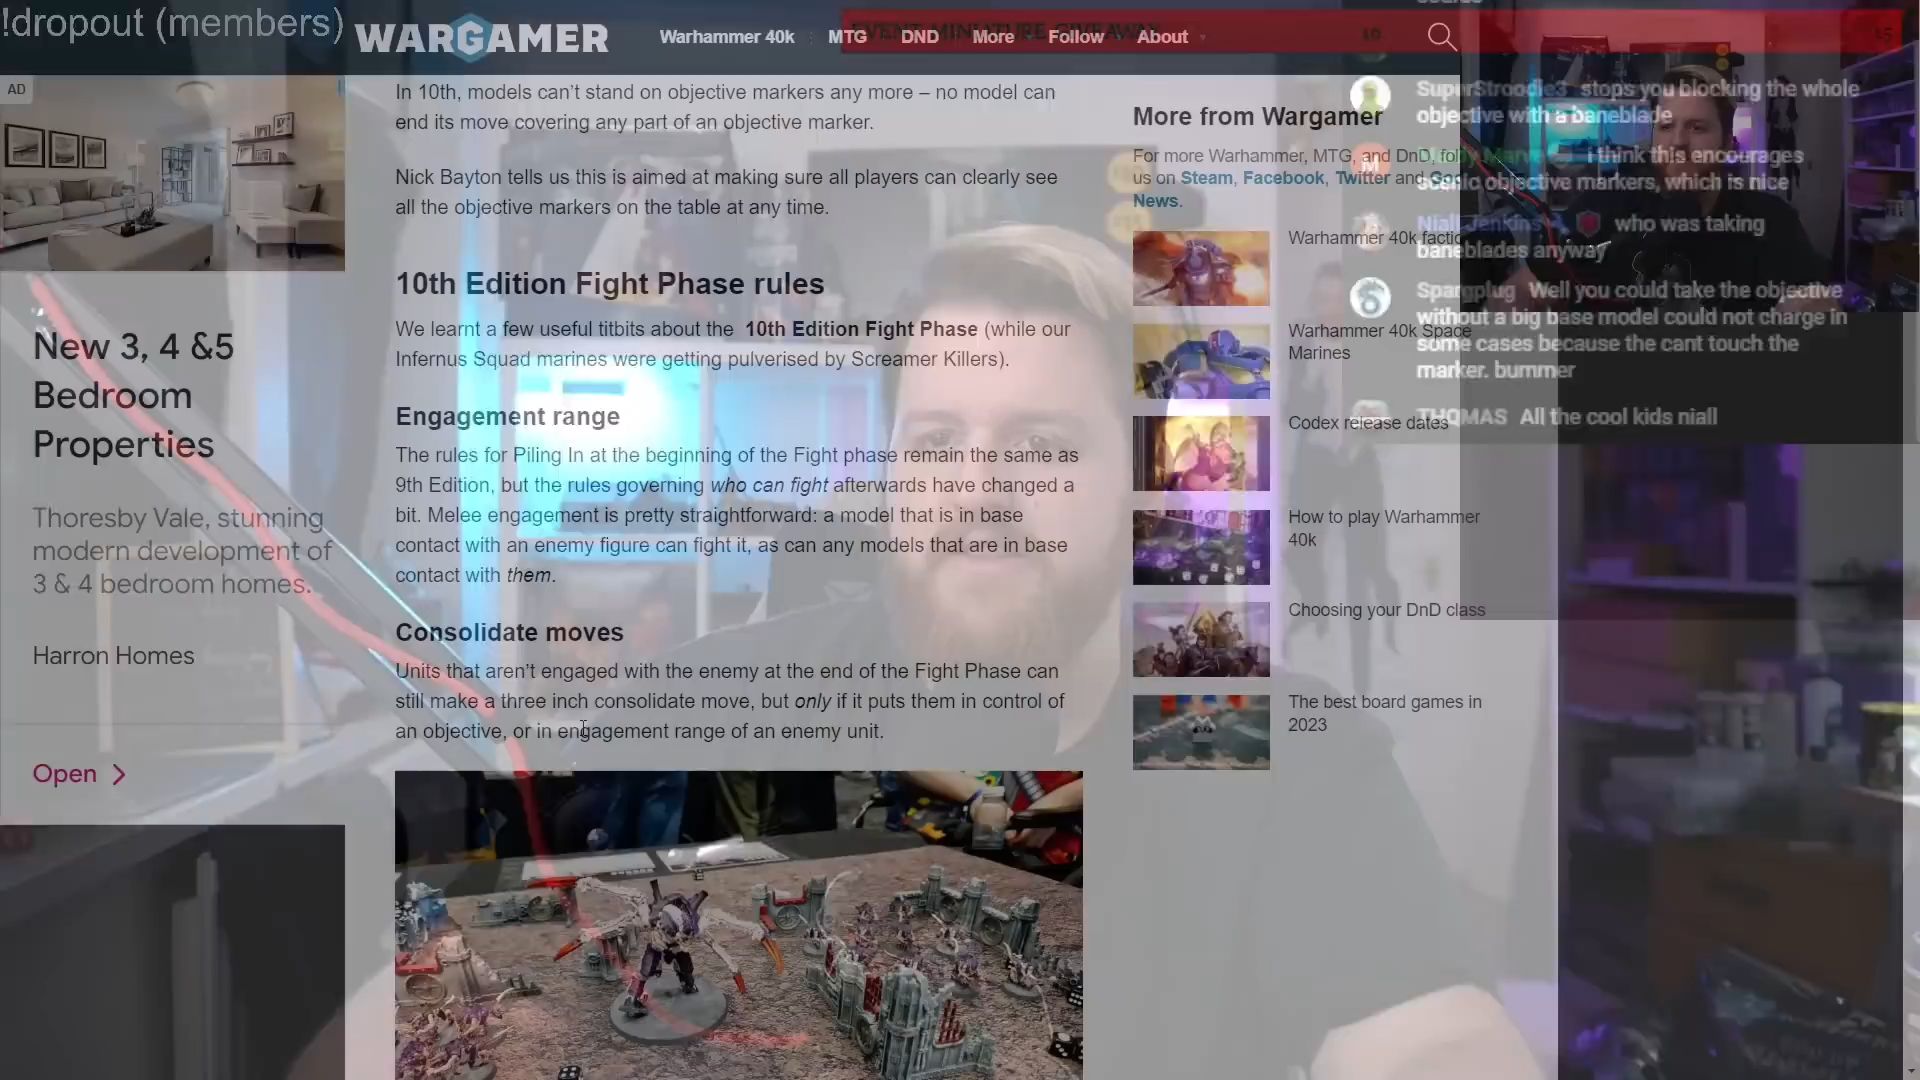 !dropout (members)
WARGAMER
Warhammer 40k
MTG
DND
More
Follow
About
EVENT MINIATURE GIVEAWAY
AD
In 10th, models can't stand on objective markers any more – no model can
end its move covering any part of an objective marker.
Nick Bayton tells us this is aimed at making sure all players can clearly see
all the objective markers on the table at any time.
10th Edition Fight Phase rules
We learnt a few useful titbits about the 10th Edition Fight Phase (while our
Infernus Squad marines were getting pulverised by Screamer Killers).
Engagement range
The rules for Piling In at the beginning of the Fight phase remain the same as
9th Edition, but the rules governing who can fight afterwards have changed a
bit. Melee engagement is pretty straightforward: a model that is in base
contact with an enemy figure can fight it, as can any models that are in base
contact with them.
Consolidate moves
Units that aren't engaged with the enemy at the end of the Fight Phase can
still make a three inch consolidate move, but only if it puts them in control of
an objective, or in engagement range of an enemy unit.
New 3, 4 &5
Bedroom
Properties
Thoresby Vale, stunning
modern development of
3 & 4 bedroom homes.
Harron Homes
Open
More from Wargamer
For more Warhammer, MTG, and DnD, follo
us on Steam, Facebook, Twitter and Goo
News.
Warhammer 40k factio
Warhammer 40k Space
Marines
Codex release dates
How to play Warhammer
40k
Choosing your DnD class
The best board games in
2023
SuperStroodle3 stops you blocking the whole
objective with a baneblade
i think this encourages
scenic objective markers, which is nice
Niall Jenkins who was taking
baneblades anyway
Spargplug Well you could take the objective
without a big base model could not charge in
some cases because the cant touch the
marker. bummer
THOMAS All the cool kids niall